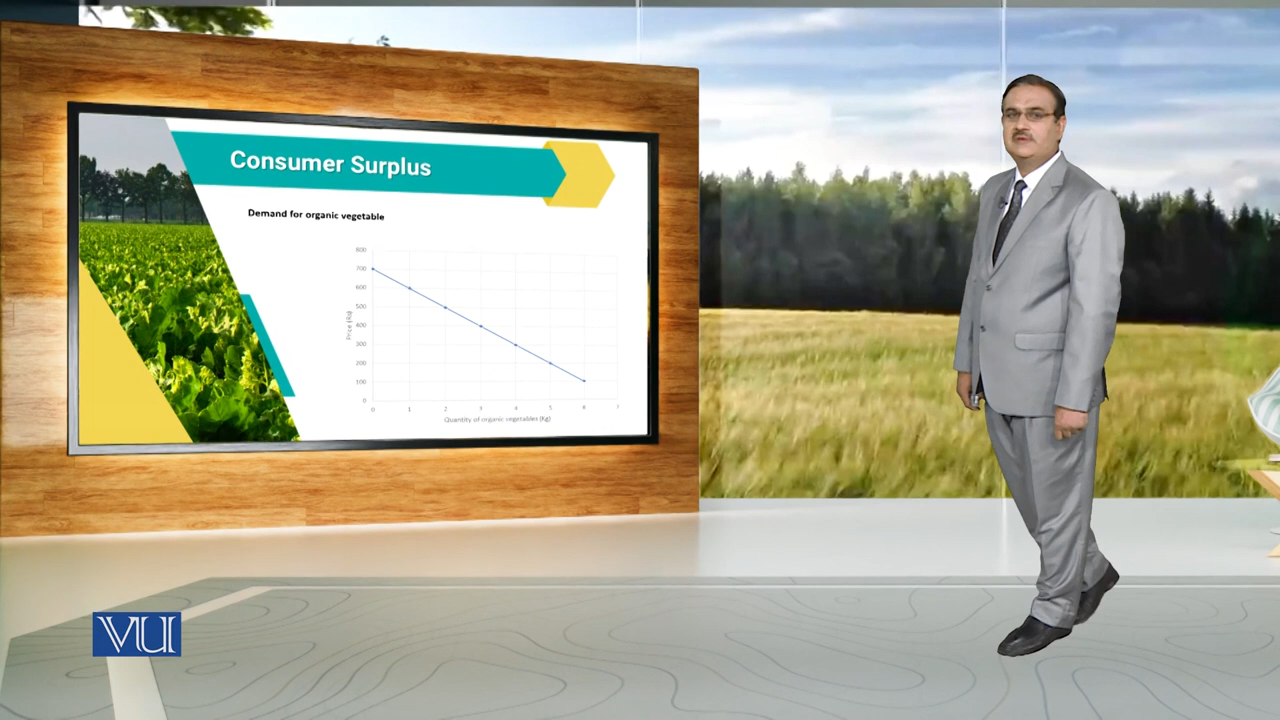 Consumer Surplus
Demand for organic vegetable
800
700
600
500
400
300
200
100
0
Price (Rs)
0 1 2 3 4 5 6 7
Quantity of organic vegetables (Kg)
VU